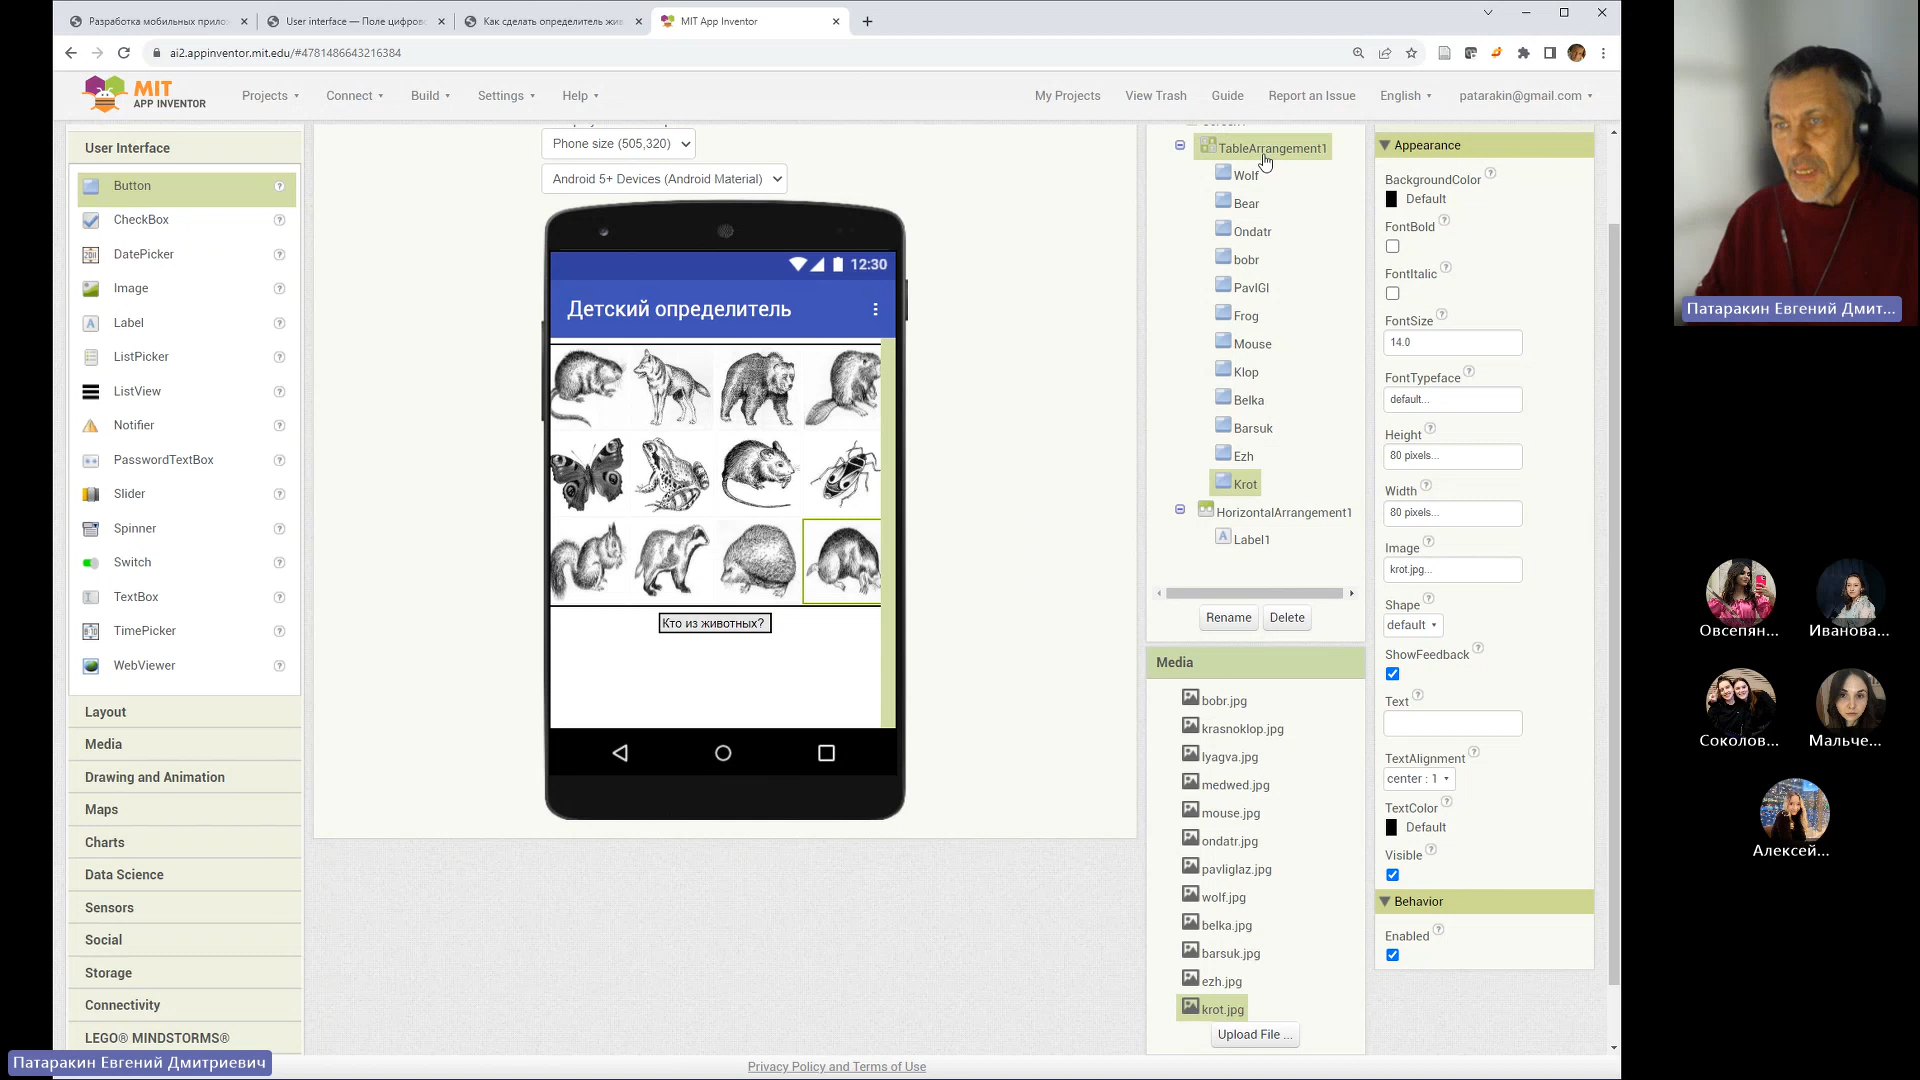 Разработка мобильных прило
User interface — Поле цифрово
Как сделать определитель жив
MIT App Inventor
ai2.appinventor.mit.edu/#4781486643216384
MIT
APP INVENTOR
Projects
Connect
Build
Settings
Help
My Projects
View Trash
Guide
Report an Issue
English
patarakin@gmail.com
User Interface
Button
CheckBox
DatePicker
Image
Label
ListPicker
ListView
Notifier
PasswordTextBox
Slider
Spinner
Switch
TextBox
TimePicker
WebViewer
Layout
Media
Drawing and Animation
Maps
Charts
Data Science
Sensors
Social
Storage
Connectivity
LEGO® MINDSTORMS®
Phone size (505,320)
Android 5+ Devices (Android Material)
12:30
Детский определитель
Кто из животных?
TableArrangement1
Wolf
Bear
Ondatr
bobr
PavlGl
Frog
Mouse
Klop
Belka
Barsuk
Ezh
Krot
HorizontalArrangement1
Label1
Rename
Delete
Media
bobr.jpg
krasnoklop.jpg
lyagva.jpg
medwed.jpg
mouse.jpg
ondatr.jpg
pavliglaz.jpg
wolf.jpg
belka.jpg
barsuk.jpg
ezh.jpg
krot.jpg
Upload File ...
Appearance
BackgroundColor
Default
FontBold
FontItalic
FontSize
14.0
FontTypeface
default...
Height
80 pixels...
Width
80 pixels...
Image
krot.jpg...
Shape
default
ShowFeedback
Text
TextAlignment
center : 1
TextColor
Default
Visible
Behavior
Enabled
Privacy Policy and Terms of Use
Патаракин Евгений Дмитриевич
Патаракин Евгений Дмит...
Овсепян...
Иванова...
Соколов...
Мальче...
Алексей...